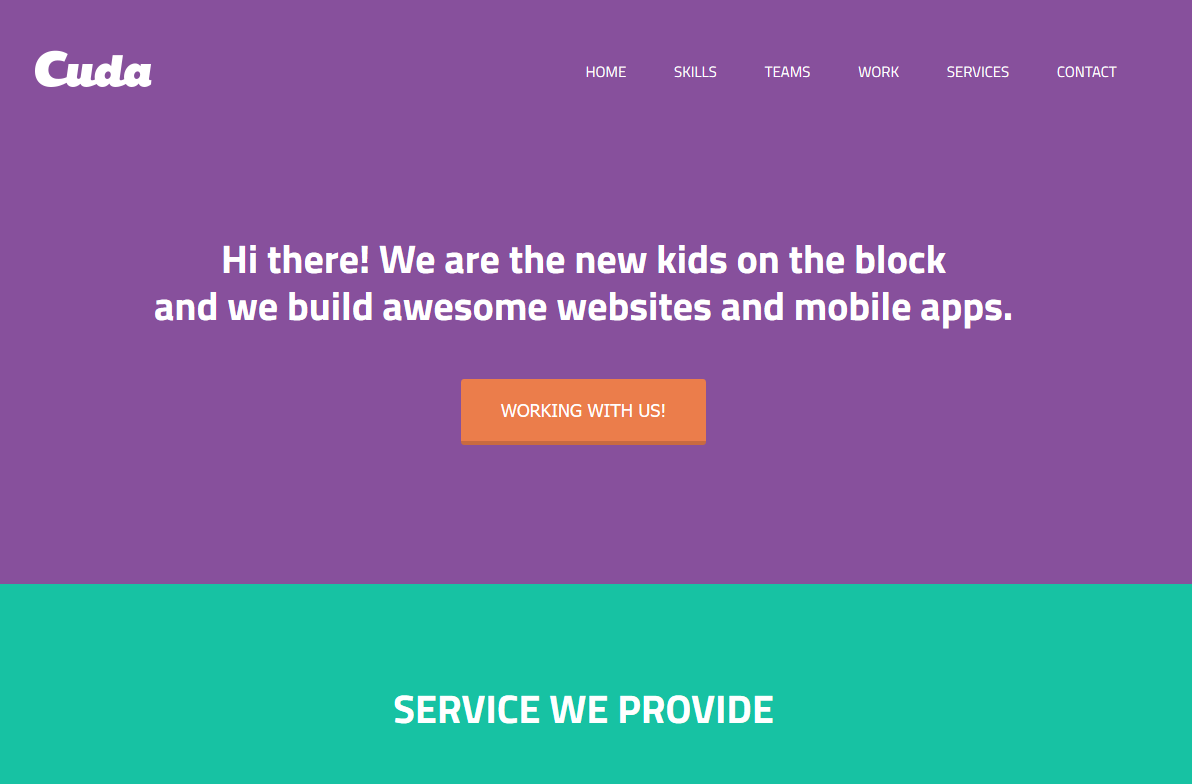 Cuda
HOME SKILLS TEAMS WORK SERVICES CONTACT
Hi there! We are the new kids on the block
and we build awesome websites and mobile apps.
WORKING WITH US!
SERVICE WE PROVIDE